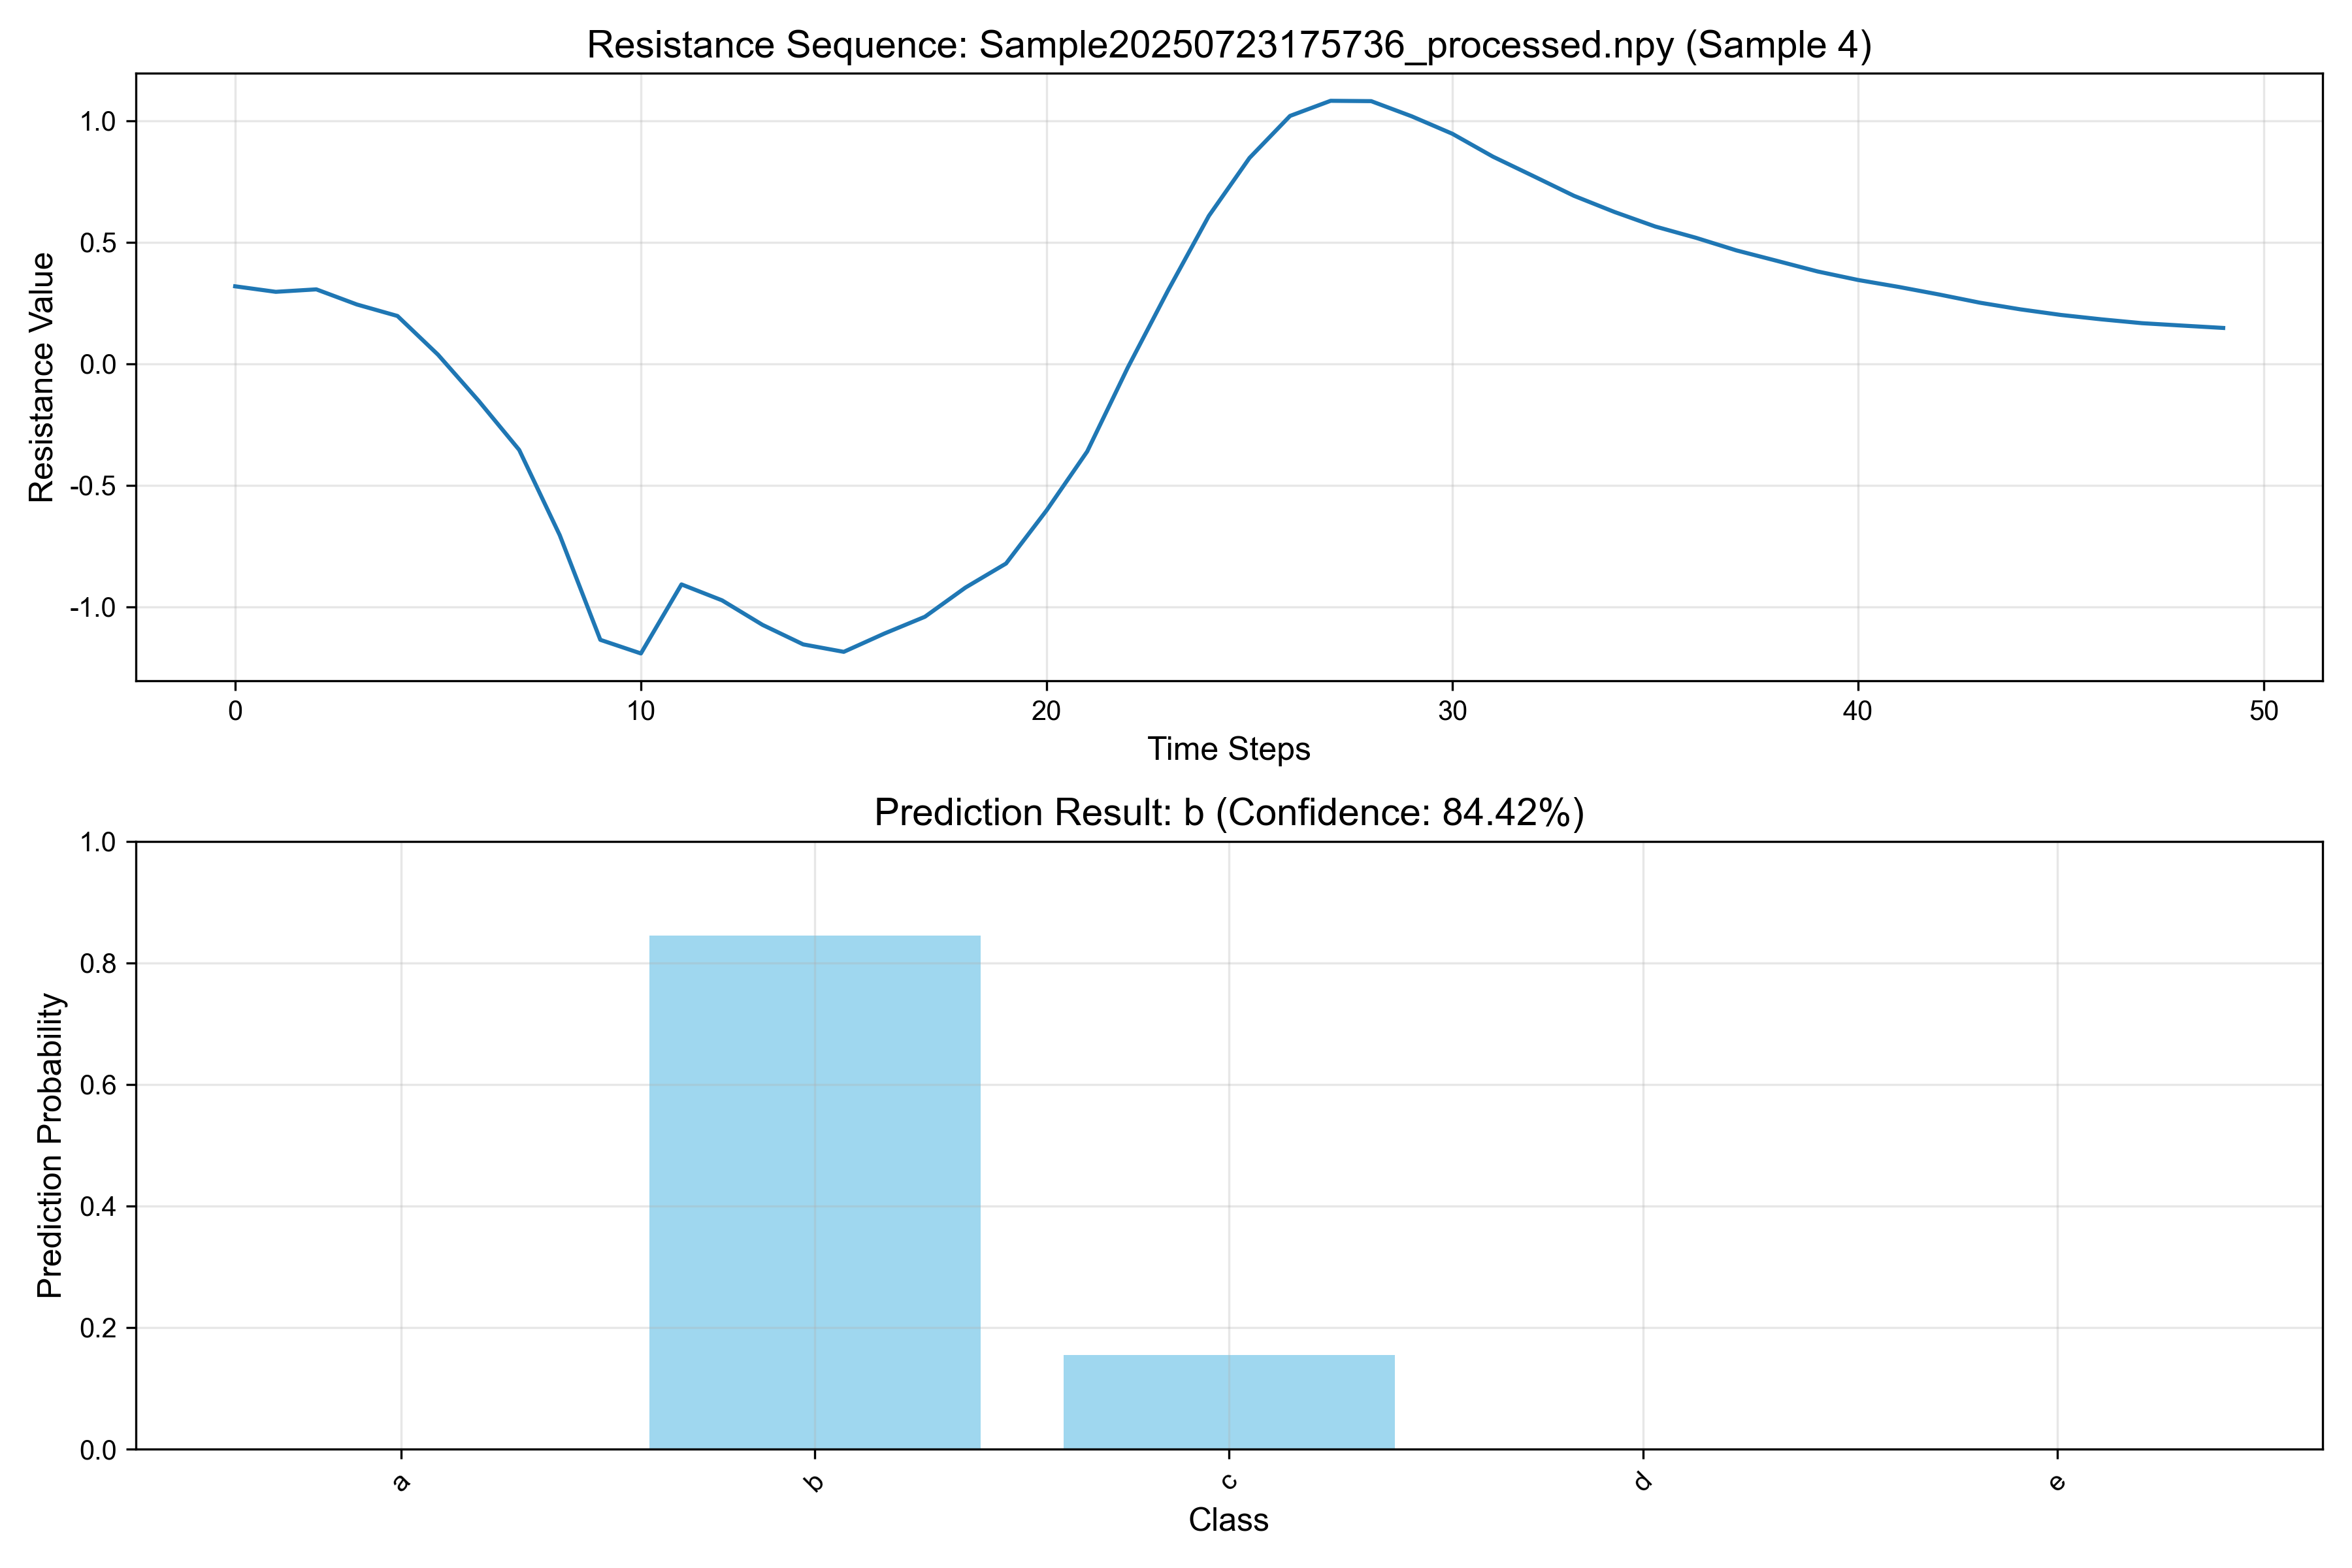 Resistance Sequence: Sample20250723175736_processed.npy (Sample 4)
Resistance Value
1.0
0.5
0.0
-0.5
-1.0
0 10 20 30 40 50
Time Steps
Prediction Result: b (Confidence: 84.42%)
Prediction Probability
1.0
0.8
0.6
0.4
0.2
0.0
a b c d e
Class